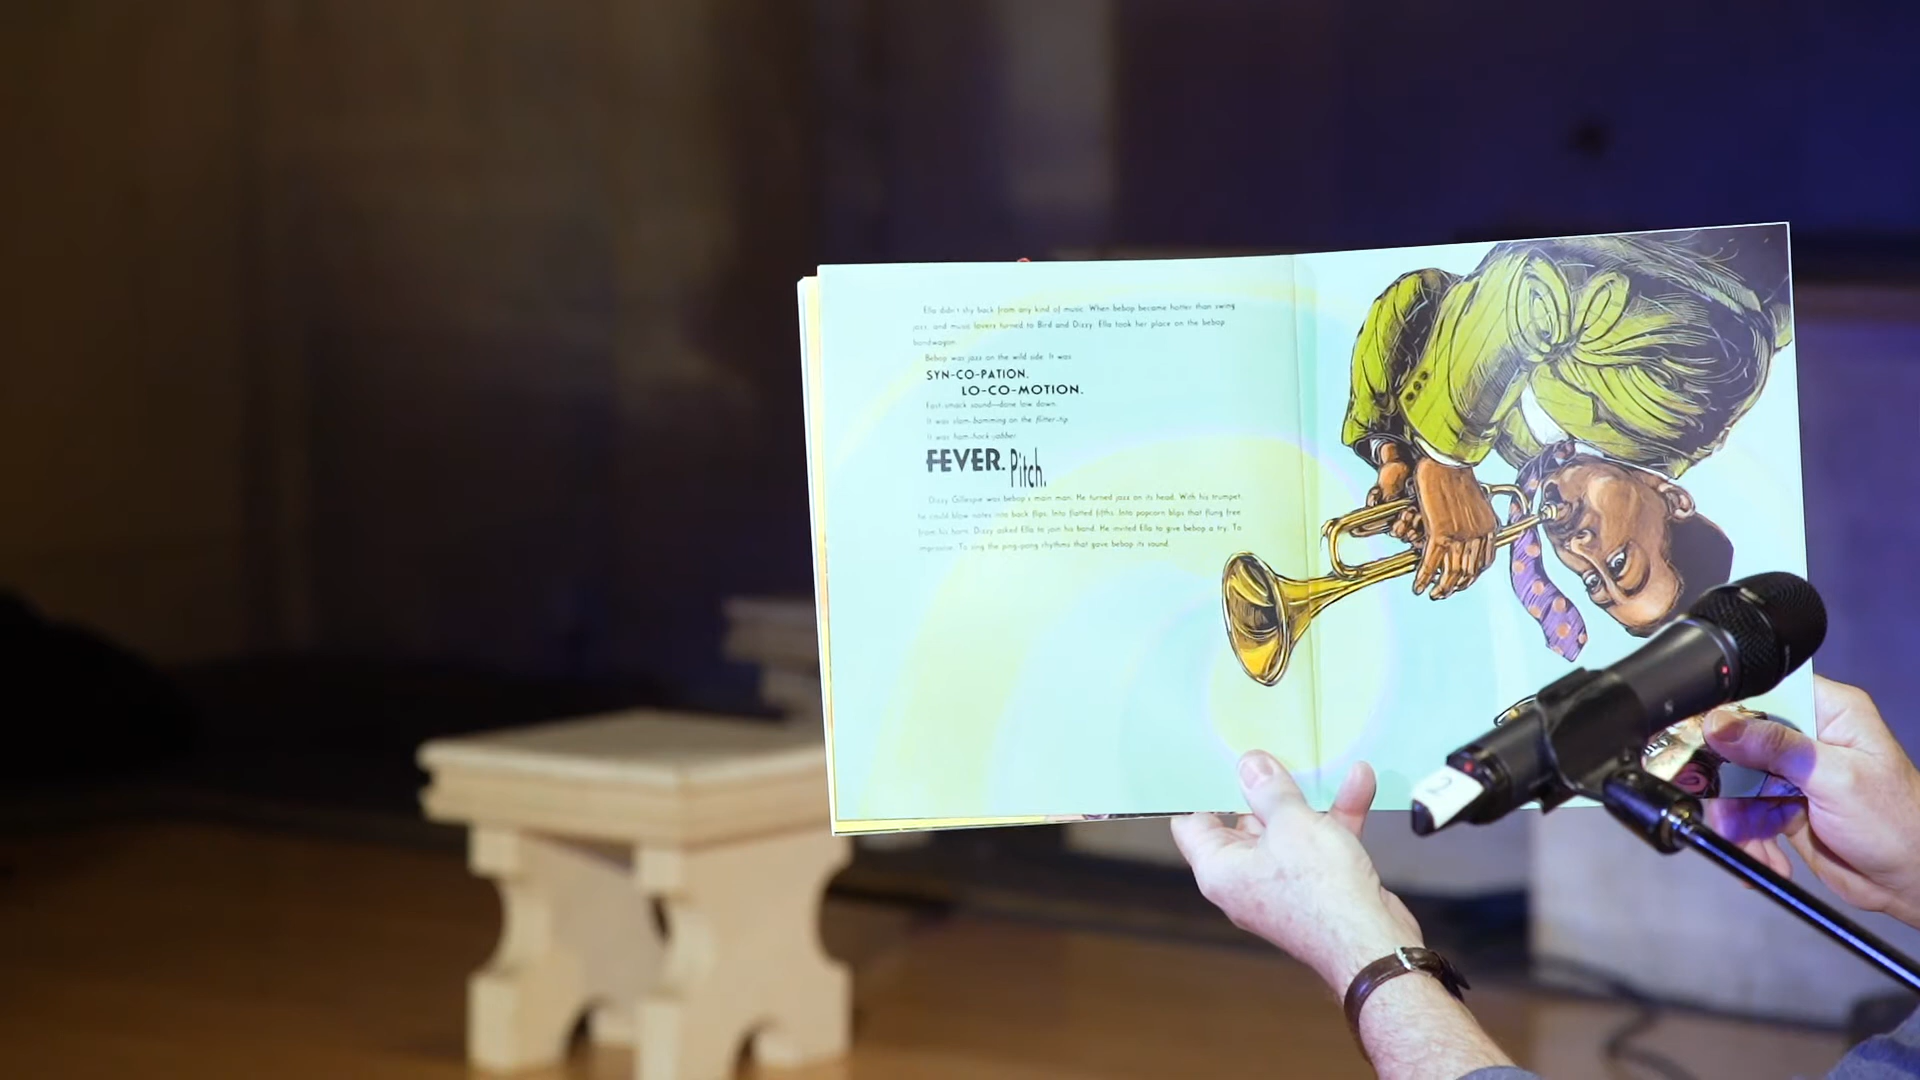 Ella didn't shy back from any kind of music. When bebop became hotter than swing
jazz, and music lovers turned to Bird and Dizzy, Ella took her place on the bebop
bandwagon.
Bebop was jazz on the wild side. It was
SYN-CO-PATION.
LO-CO-MOTION.
Fast-smack sound—done low down.
It was slam-bamming on the flitter-tip.
It was ham-hock-jabber.
FEVER. Pitch.
Dizzy Gillespie was bebop's main man. He turned jazz on its head. With his trumpet,
he could blow notes into back flips. Into flatted fifths. Into popcorn blips that flung free
from his horn. Dizzy asked Ella to join his band. He invited Ella to give bebop a try. To
improvise. To sing the ping-pong rhythms that gave bebop its sound.
2